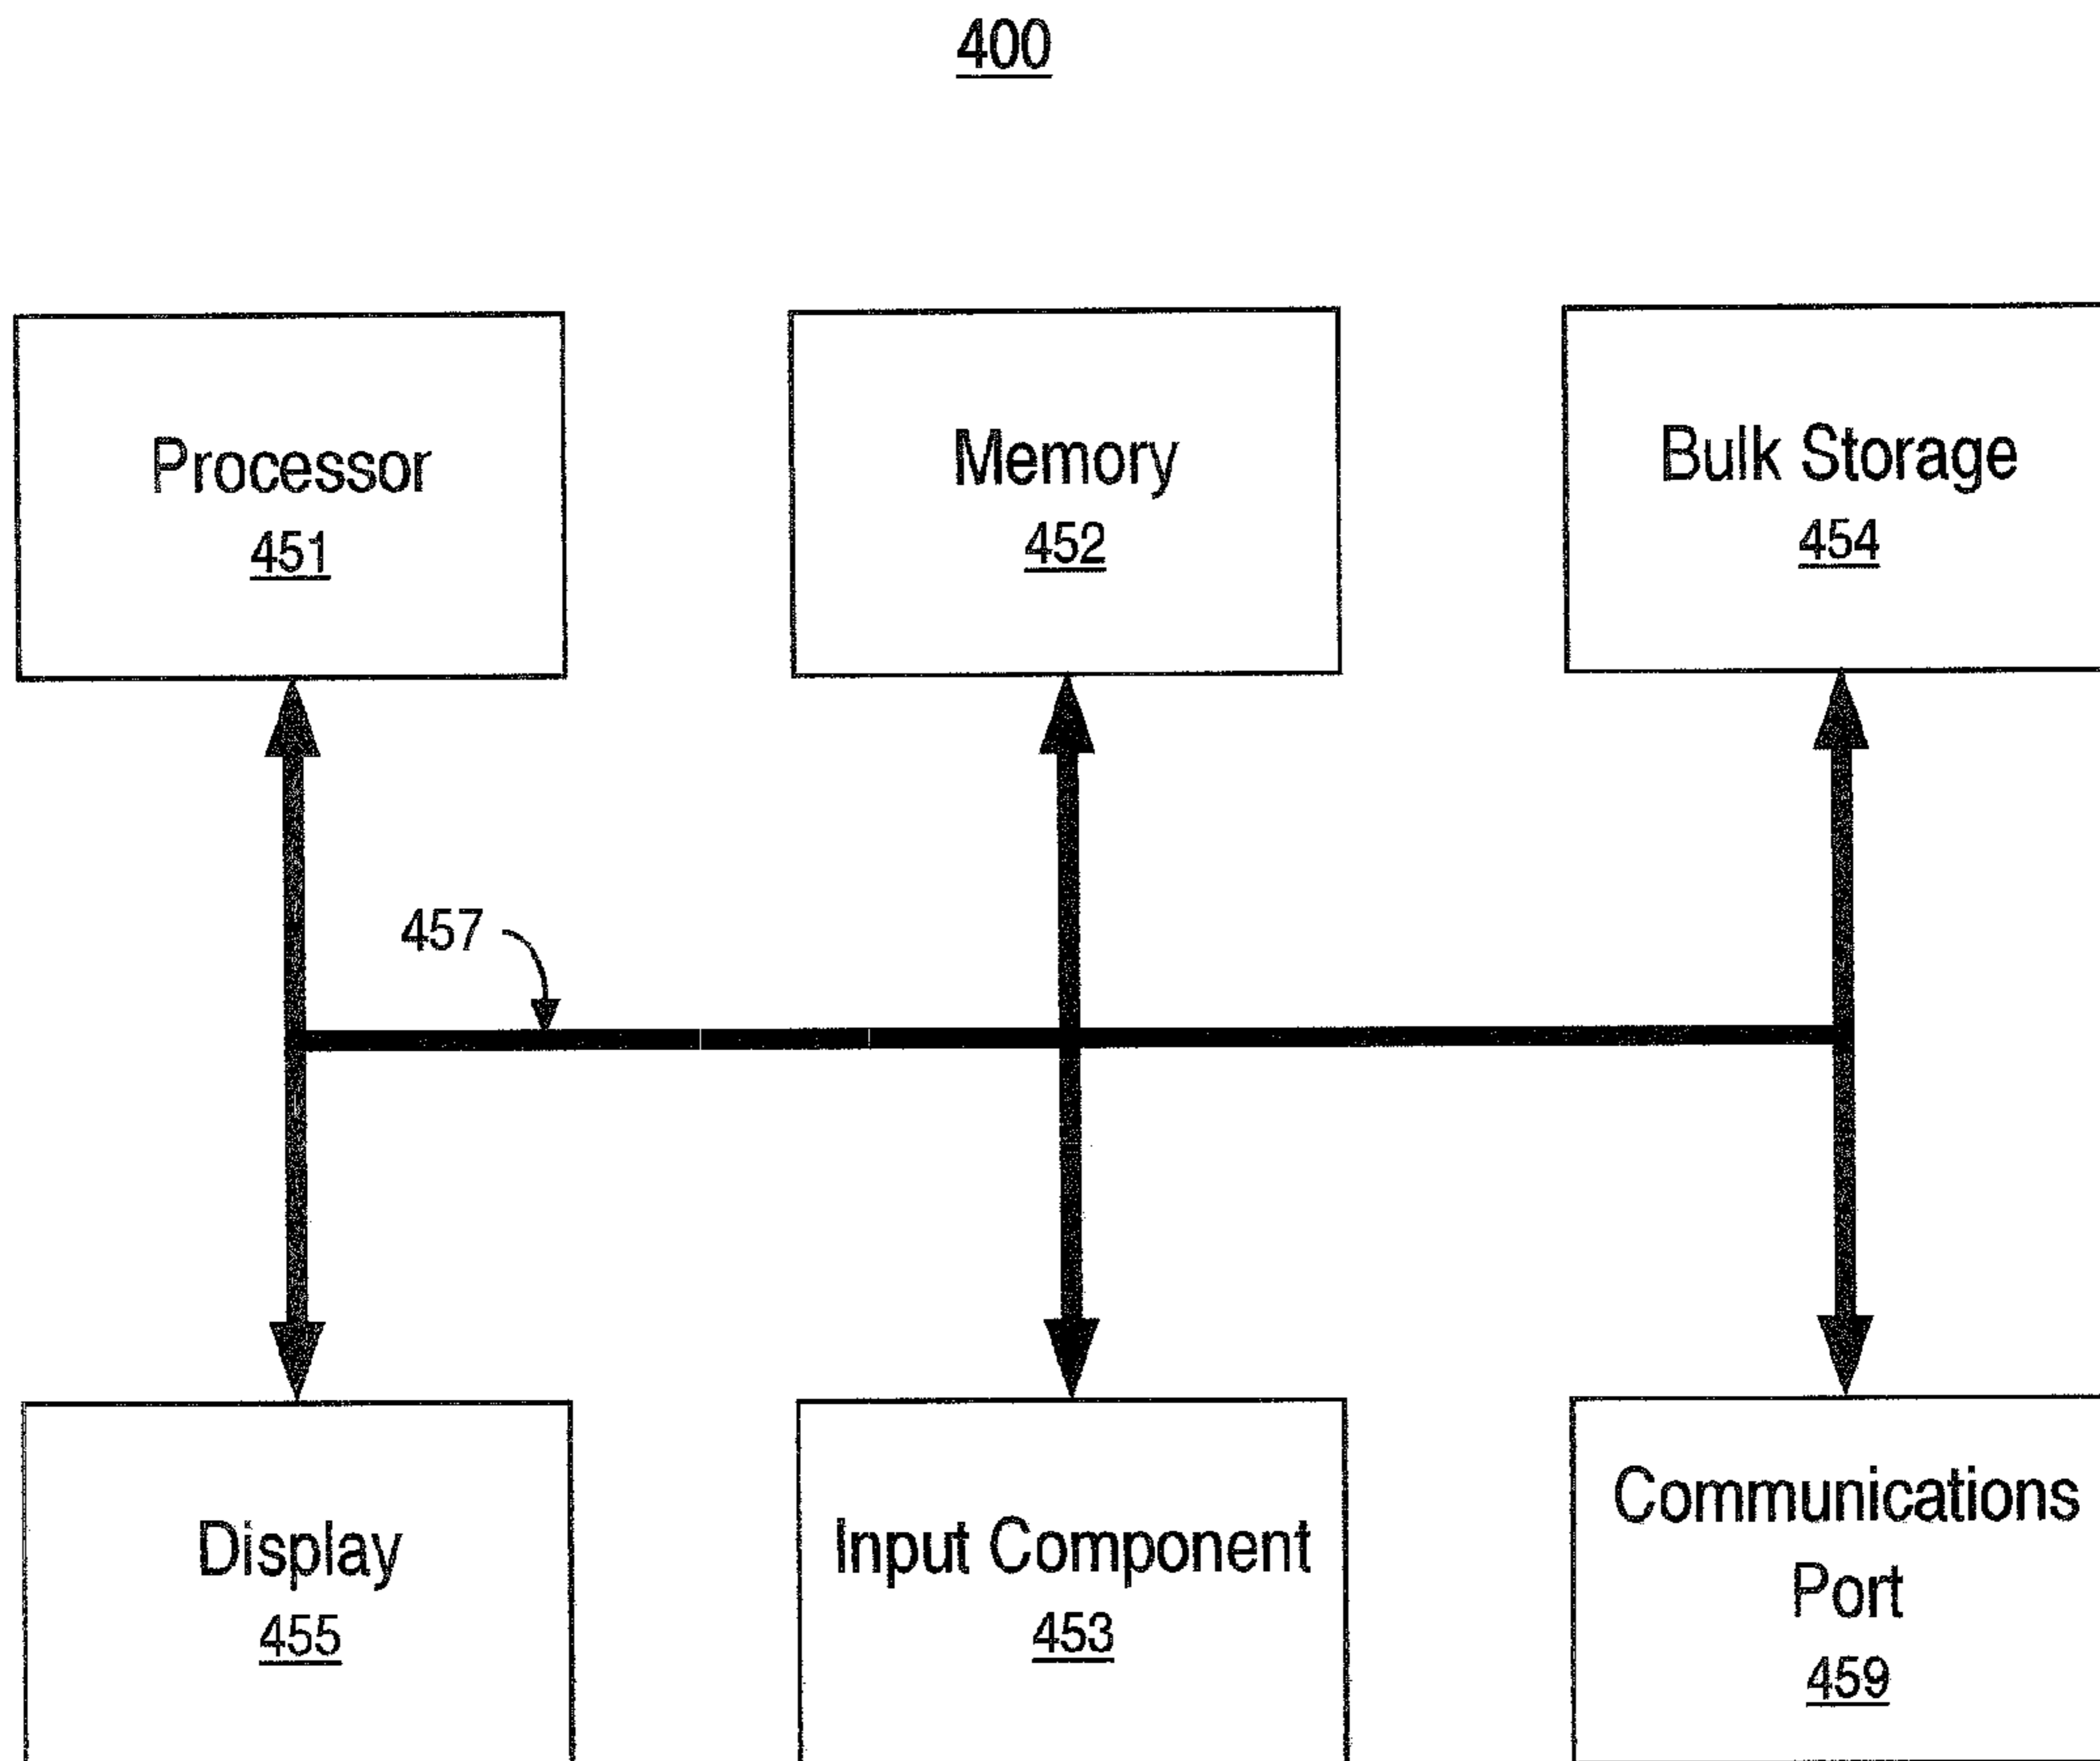 400
Processor
451
Memory
452
Bulk Storage
454
457
Display
455
Input Component
453
Communications
Port
459